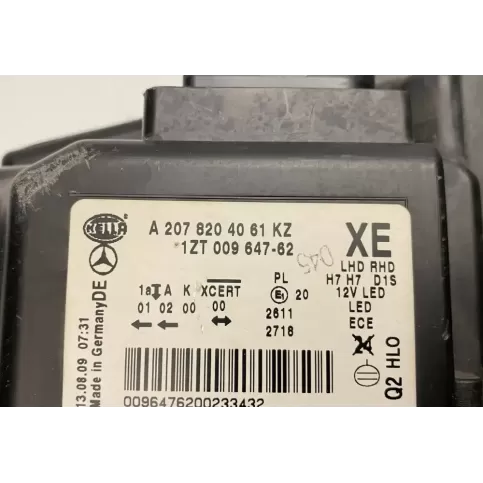 HELLA
A 207 820 40 61 KZ
1ZT 009 647-62
045
XE
LHD RHD
H7 H7 D1S
12V LED
LED
ECE
PL
E1 20
2611
2718
A K XCERT
01 02 00 00
13.08.09 07:31
Made in Germany DE
Q2 HLO
0096476200233432